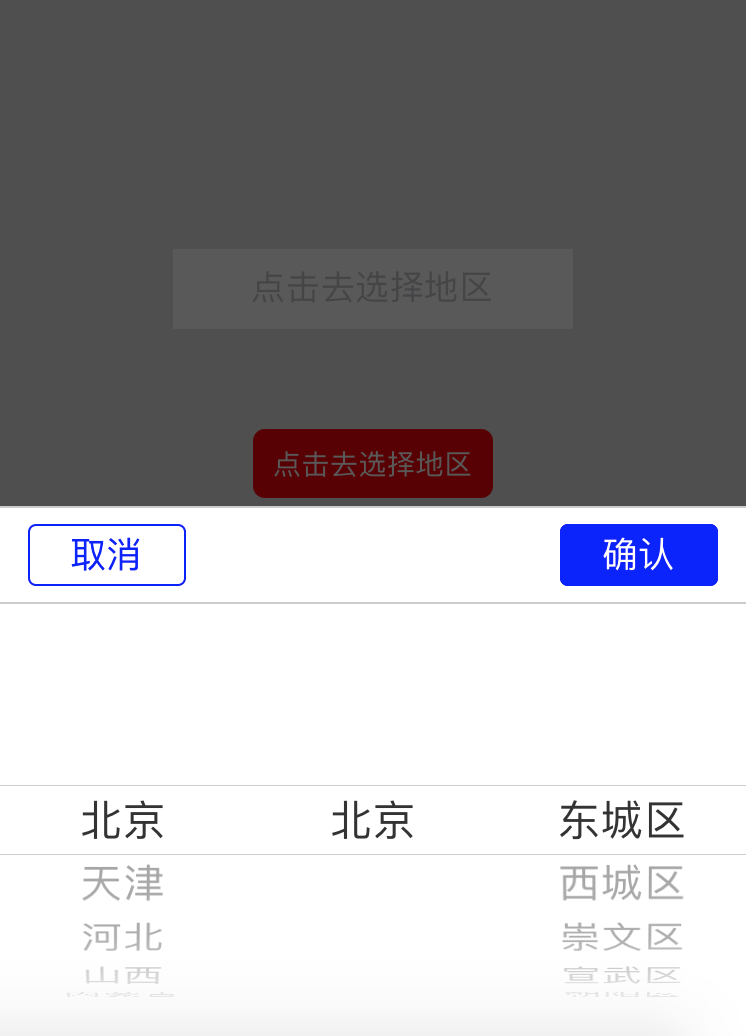 点击去选择地区
点击去选择地区
取消 确认
北京 北京 东城区
天津 西城区
河北 崇文区
山西 宣武区